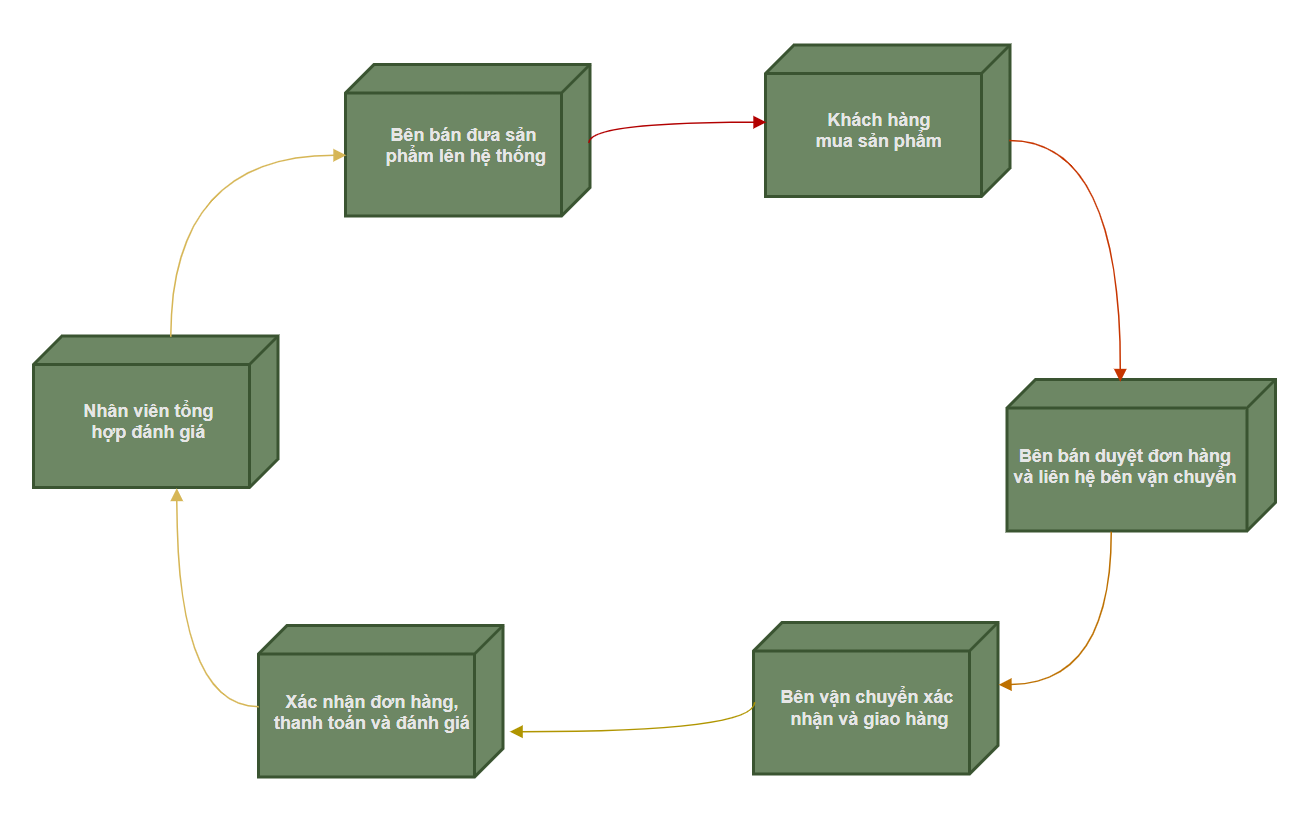 Bên bán đưa sản
phẩm lên hệ thống
Khách hàng
mua sản phẩm
Bên bán duyệt đơn hàng
và liên hệ bên vận chuyển
Bên vận chuyển xác
nhận và giao hàng
Xác nhận đơn hàng,
thanh toán và đánh giá
Nhân viên tổng
hợp đánh giá